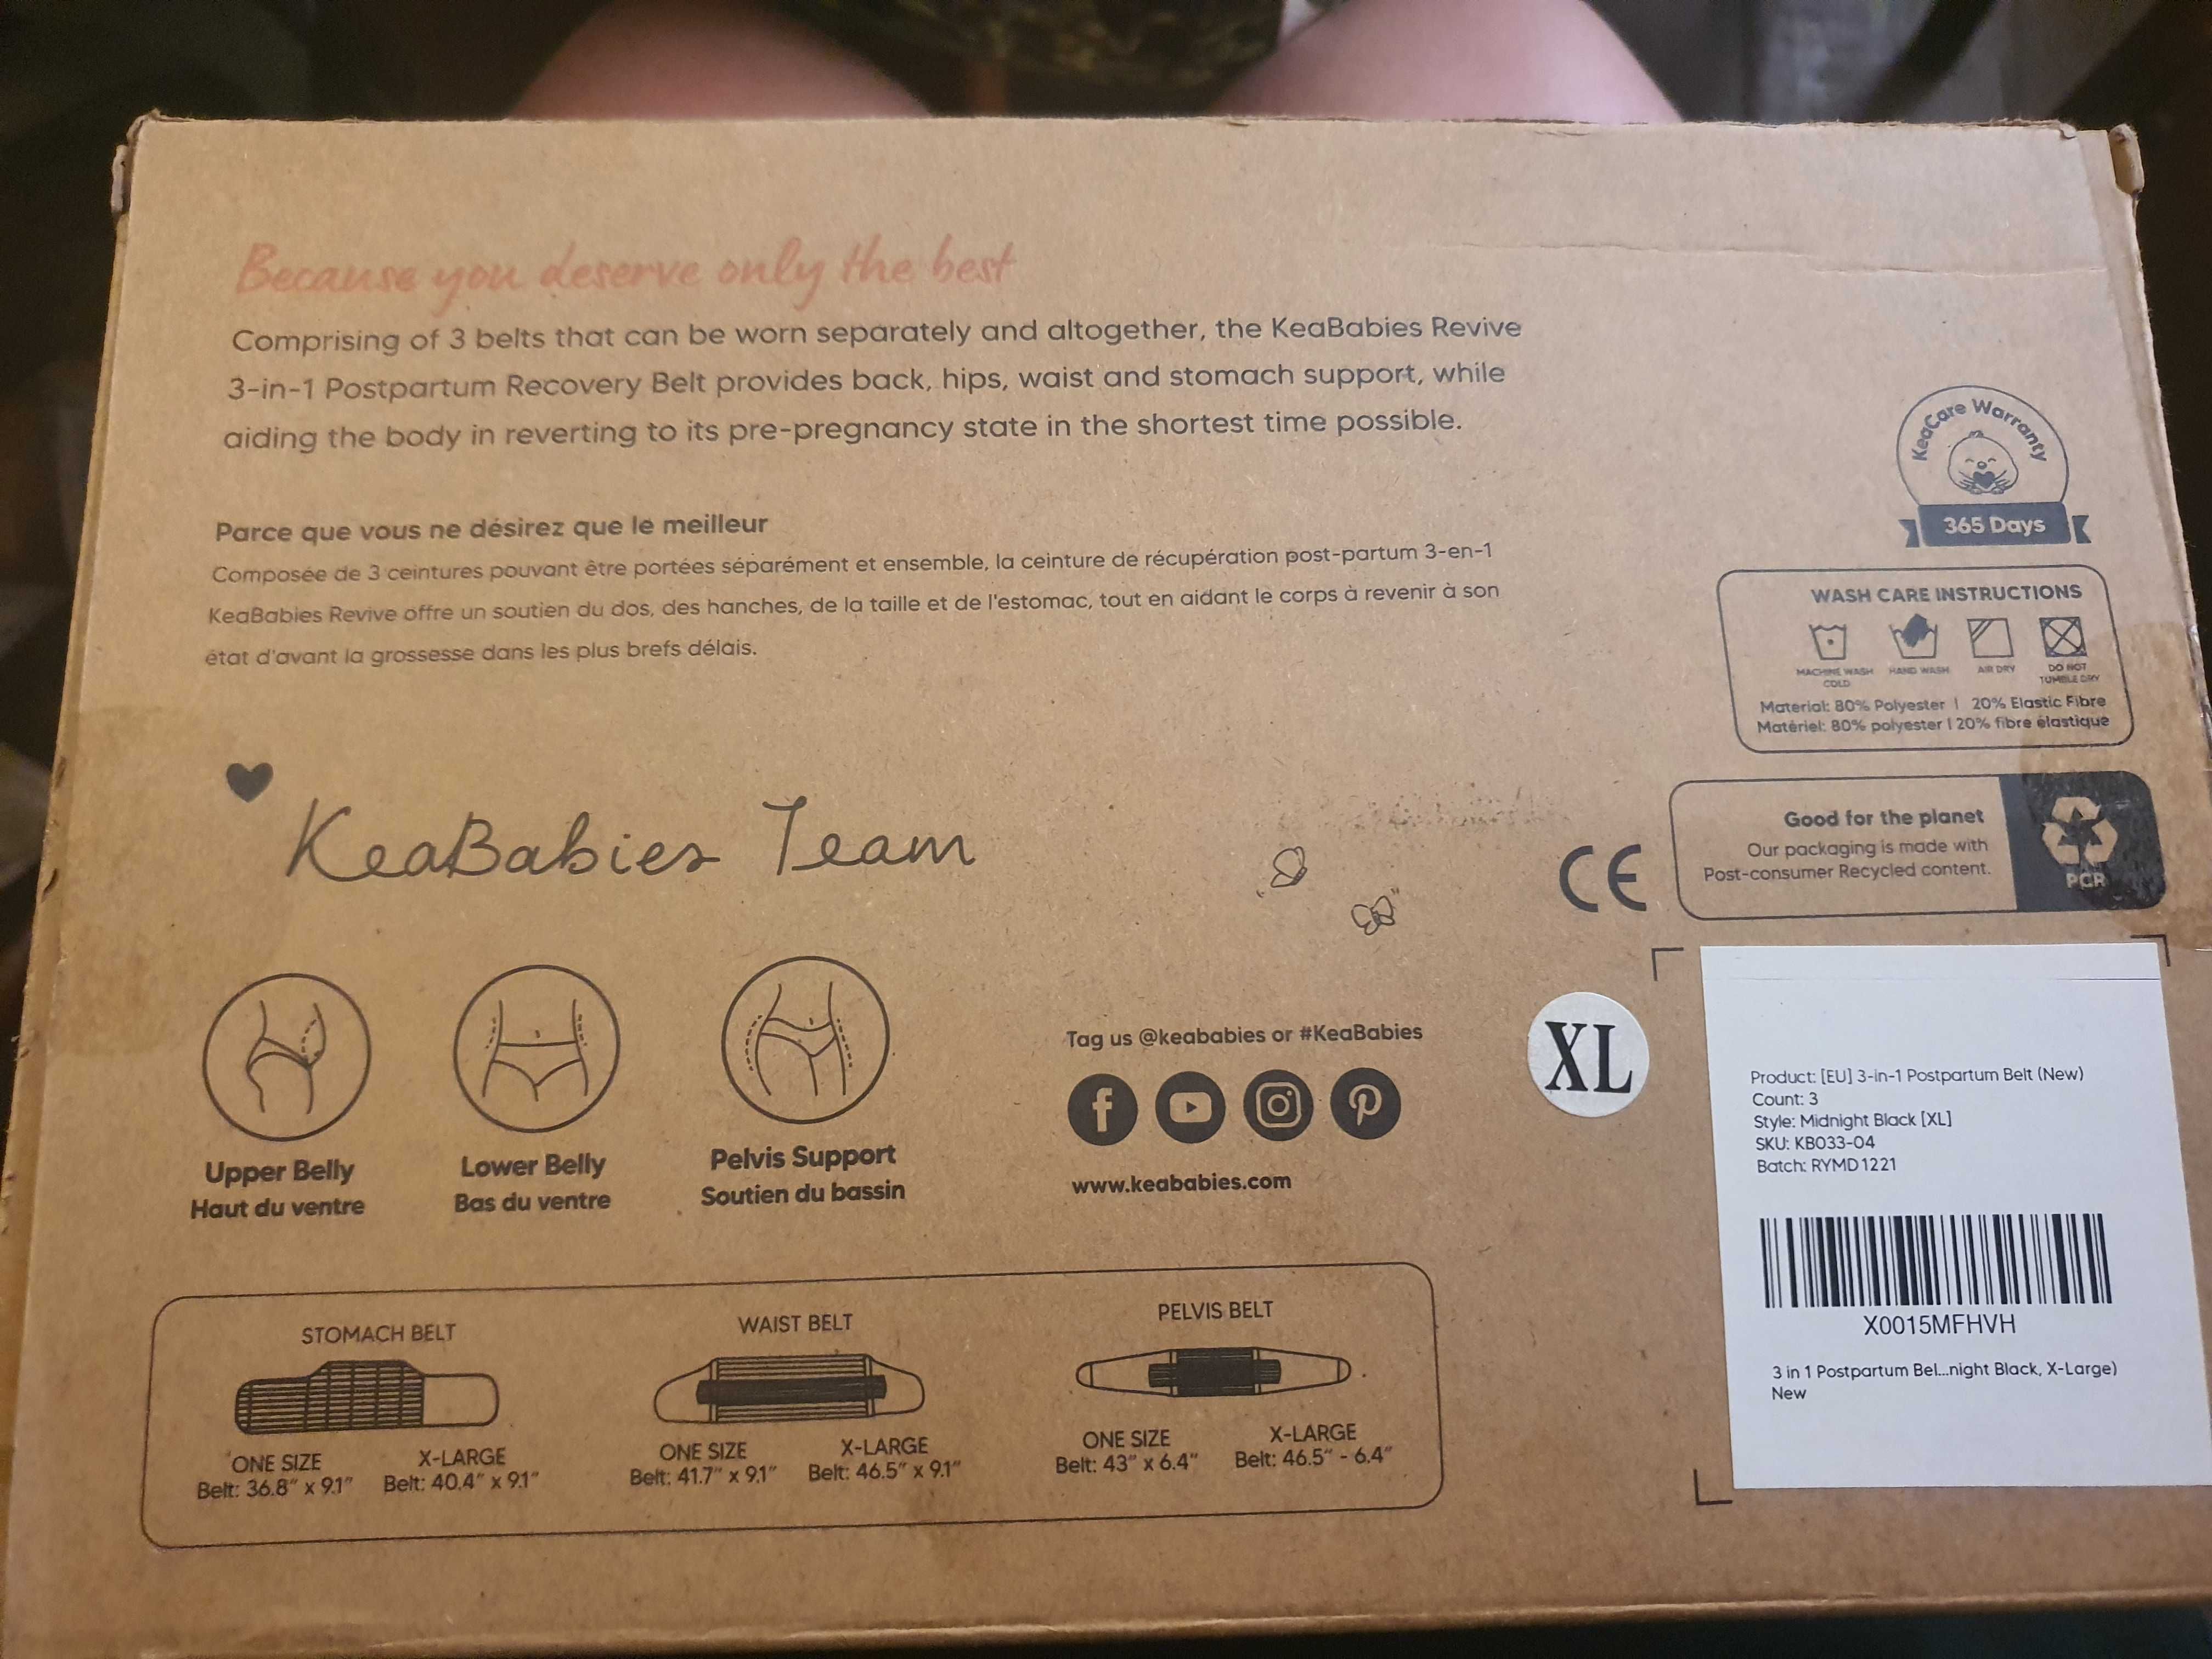 Because you deserve only the best
Comprising of 3 belts that can be worn separately and altogether, the KeaBabies Revive
3-in-1 Postpartum Recovery Belt provides back, hips, waist and stomach support, while
aiding the body in reverting to its pre-pregnancy state in the shortest time possible.
Parce que vous ne désirez que le meilleur
Composée de 3 ceintures pouvant être portées séparément et ensemble, la ceinture de récupération post-partum 3-en-1
KeaBabies Revive offre un soutien du dos, des hanches, de la taille et de l'estomac, tout en aidant le corps à revenir à son
état d'avant la grossesse dans les plus brefs délais.
KeaBabies Team
KeaCare Warranty
365 Days
WASH CARE INSTRUCTIONS
MACHINE WASH
COLD
HAND WASH
AIR DRY
DO NOT
TUMBLE DRY
Material: 80% Polyester | 20% Elastic Fibre
Matériel: 80% polyester | 20% fibre élastique
Good for the planet
Our packaging is made with
Post-consumer Recycled content.
PCR
CE
Upper Belly
Haut du ventre
Lower Belly
Bas du ventre
Pelvis Support
Soutien du bassin
Tag us @keababies or #KeaBabies
www.keababies.com
XL
Product: [EU] 3-in-1 Postpartum Belt (New)
Count: 3
Style: Midnight Black [XL]
SKU: KB033-04
Batch: RYMD1221
X0015MFHVH
3 in 1 Postpartum Bel...night Black, X-Large)
New
STOMACH BELT
ONE SIZE
Belt: 36.8" x 9.1"
X-LARGE
Belt: 40.4" x 9.1"
WAIST BELT
ONE SIZE
Belt: 41.7" x 9.1"
X-LARGE
Belt: 46.5" x 9.1"
PELVIS BELT
ONE SIZE
Belt: 43" x 6.4"
X-LARGE
Belt: 46.5" - 6.4"